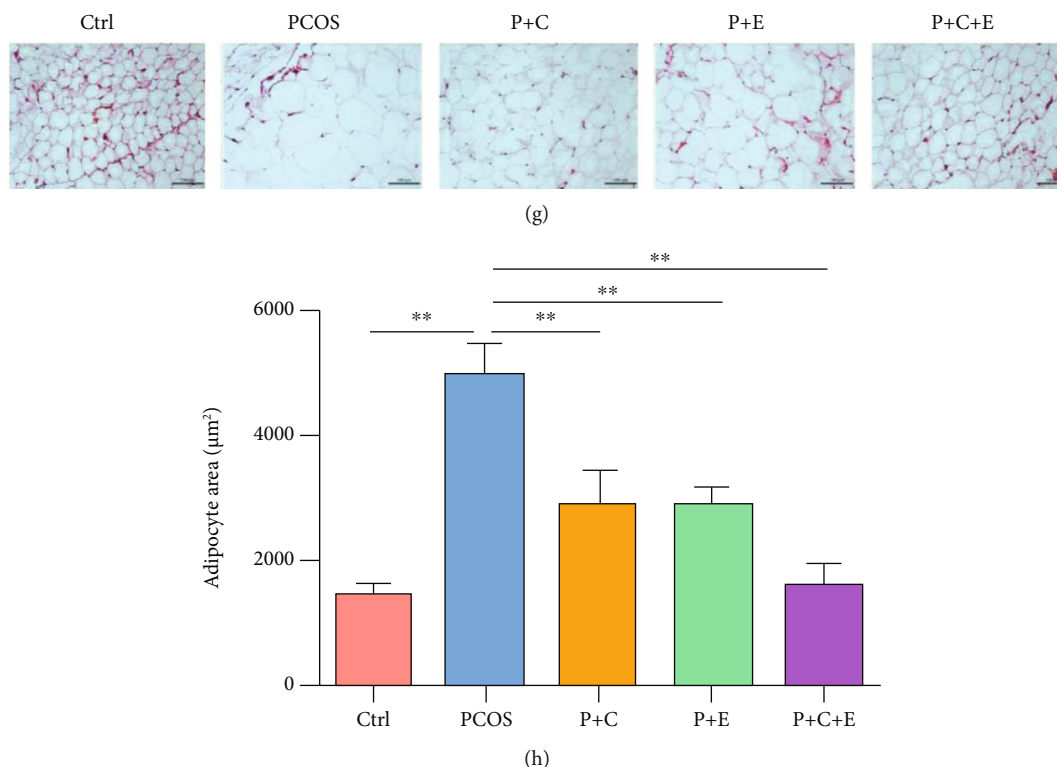 Ctrl PCOS P+C P+E P+C+E
(g)
**
**
** **
6000
4000
2000
0
Adipocyte area (μm²)
Ctrl PCOS P+C P+E P+C+E
(h)